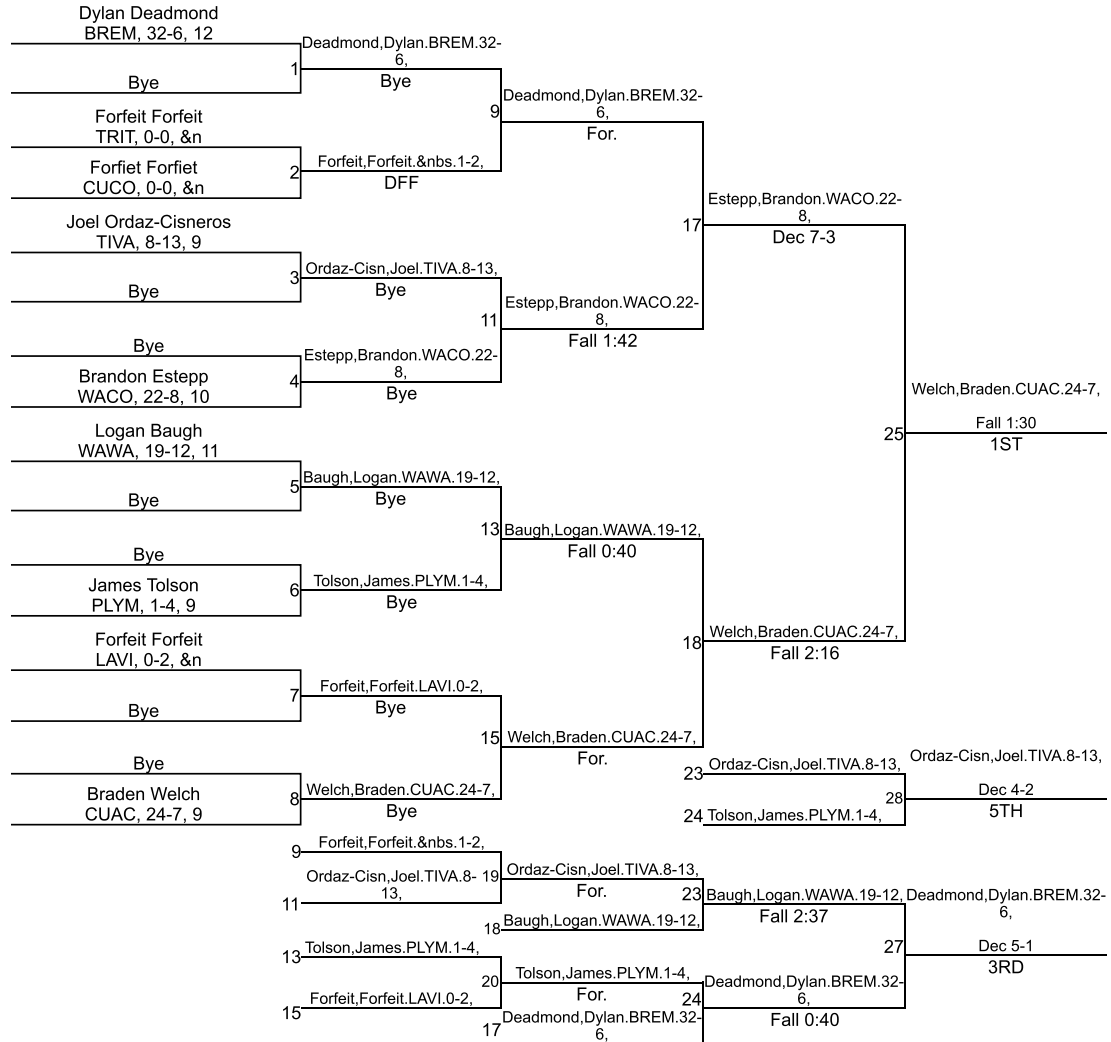 Dylan Deadmond
BREM, 32-6, 12
Bye
1
Deadmond,Dylan.BREM.32-
6,
Bye
Forfeit Forfeit
TRIT, 0-0, &n
Forfiet Forfiet
CUCO, 0-0, &n
2
Forfeit,Forfeit.&nbs.1-2,
DFF
9
Deadmond,Dylan.BREM.32-
6,
For.
Joel Ordaz-Cisneros
TIVA, 8-13, 9
Bye
3
Ordaz-Cisn,Joel.TIVA.8-13,
Bye
Bye
Brandon Estepp
WACO, 22-8, 10
4
Estepp,Brandon.WACO.22-
8,
Bye
11
Estepp,Brandon.WACO.22-
8,
Fall 1:42
17
Estepp,Brandon.WACO.22-
8,
Dec 7-3
Logan Baugh
WAWA, 19-12, 11
Bye
5
Baugh,Logan.WAWA.19-12,
Bye
Bye
James Tolson
PLYM, 1-4, 9
6
Tolson,James.PLYM.1-4,
Bye
13
Baugh,Logan.WAWA.19-12,
Fall 0:40
Forfeit Forfeit
LAVI, 0-2, &n
Bye
7
Forfeit,Forfeit.LAVI.0-2,
Bye
Bye
Braden Welch
CUAC, 24-7, 9
8
Welch,Braden.CUAC.24-7,
Bye
15
Welch,Braden.CUAC.24-7,
For.
18
Welch,Braden.CUAC.24-7,
Fall 2:16
25
Welch,Braden.CUAC.24-7,
Fall 1:30
1ST
23
Ordaz-Cisn,Joel.TIVA.8-13,
24
Tolson,James.PLYM.1-4,
28
Ordaz-Cisn,Joel.TIVA.8-13,
Dec 4-2
5TH
9
Forfeit,Forfeit.&nbs.1-2,
11
Ordaz-Cisn,Joel.TIVA.8-
13,
19
Ordaz-Cisn,Joel.TIVA.8-13,
For.
18
Baugh,Logan.WAWA.19-12,
23
Baugh,Logan.WAWA.19-12,
Fall 2:37
13
Tolson,James.PLYM.1-4,
15
Forfeit,Forfeit.LAVI.0-2,
20
Tolson,James.PLYM.1-4,
For.
17
Deadmond,Dylan.BREM.32-
6,
24
Deadmond,Dylan.BREM.32-
6,
Fall 0:40
27
Deadmond,Dylan.BREM.32-
6,
Dec 5-1
3RD